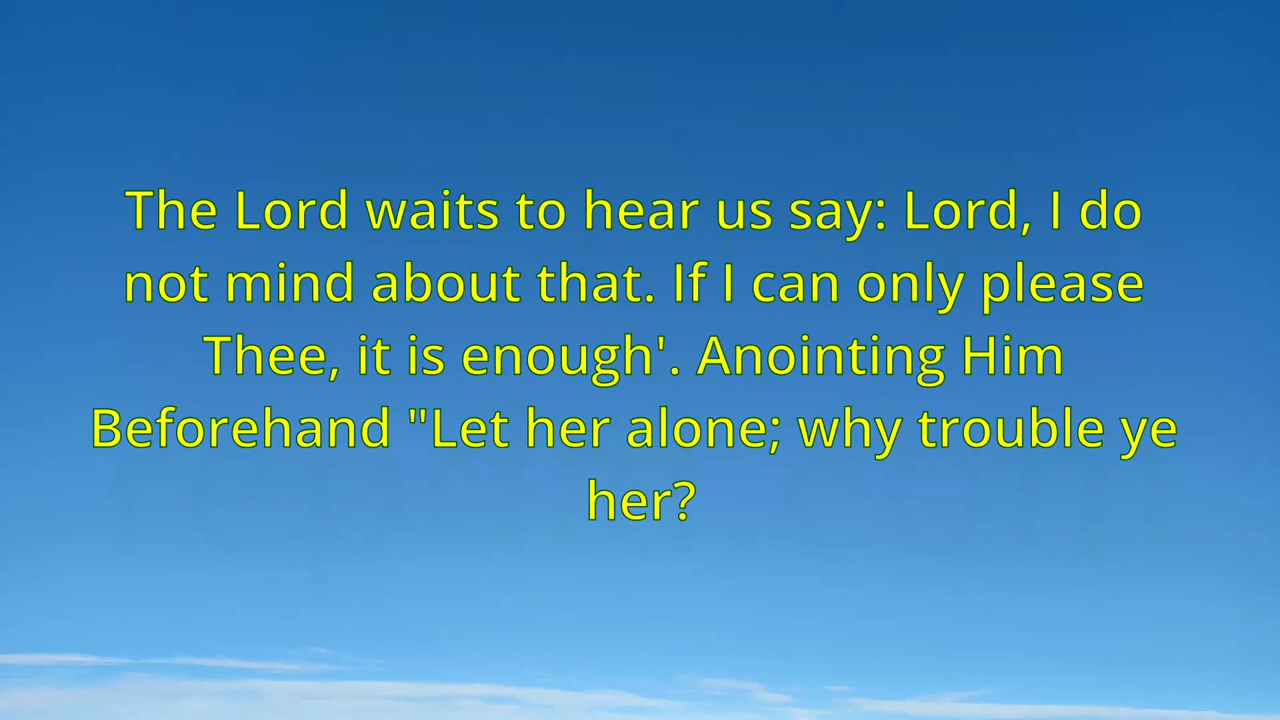 The Lord waits to hear us say: Lord, I do
not mind about that. If I can only please
Thee, it is enough'. Anointing Him
Beforehand "Let her alone; why trouble ye
her?